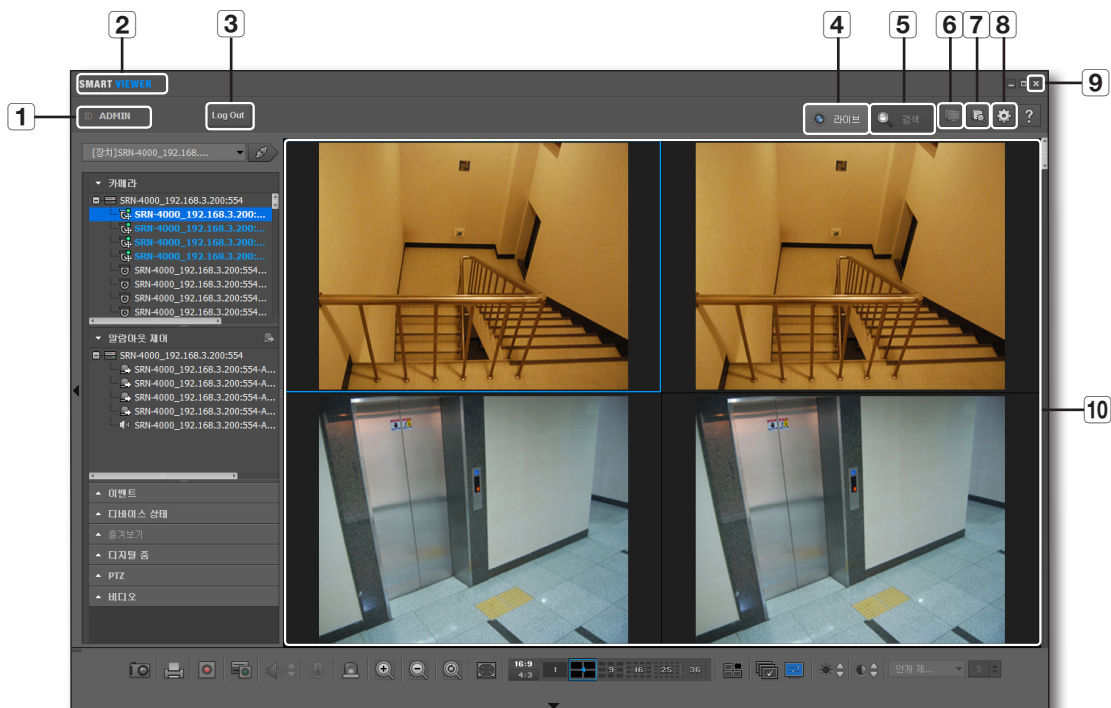 2
3
4
5
6
7
8
SMART VIEWER
9
1
ID ADMIN
Log Out
라이브
검색
?
[장치]SRN-4000_192.168....
카메라
SRN-4000_192.168.3.200:554
SRN-4000_192.168.3.200:...
SRN-4000_192.168.3.200:...
SRN-4000_192.168.3.200:...
SRN-4000_192.168.3.200:...
SRN-4000_192.168.3.200:554...
SRN-4000_192.168.3.200:554...
SRN-4000_192.168.3.200:554...
SRN-4000_192.168.3.200:554...
알람아웃 제어
SRN-4000_192.168.3.200:554
SRN-4000_192.168.3.200:554-A...
SRN-4000_192.168.3.200:554-A...
SRN-4000_192.168.3.200:554-A...
SRN-4000_192.168.3.200:554-A...
SRN-4000_192.168.3.200:554-A...
10
이벤트
디바이스 상태
즐겨보기
디지털 줌
PTZ
비디오
16:9
4:3
1
9
16
25
36
안개 제...
5